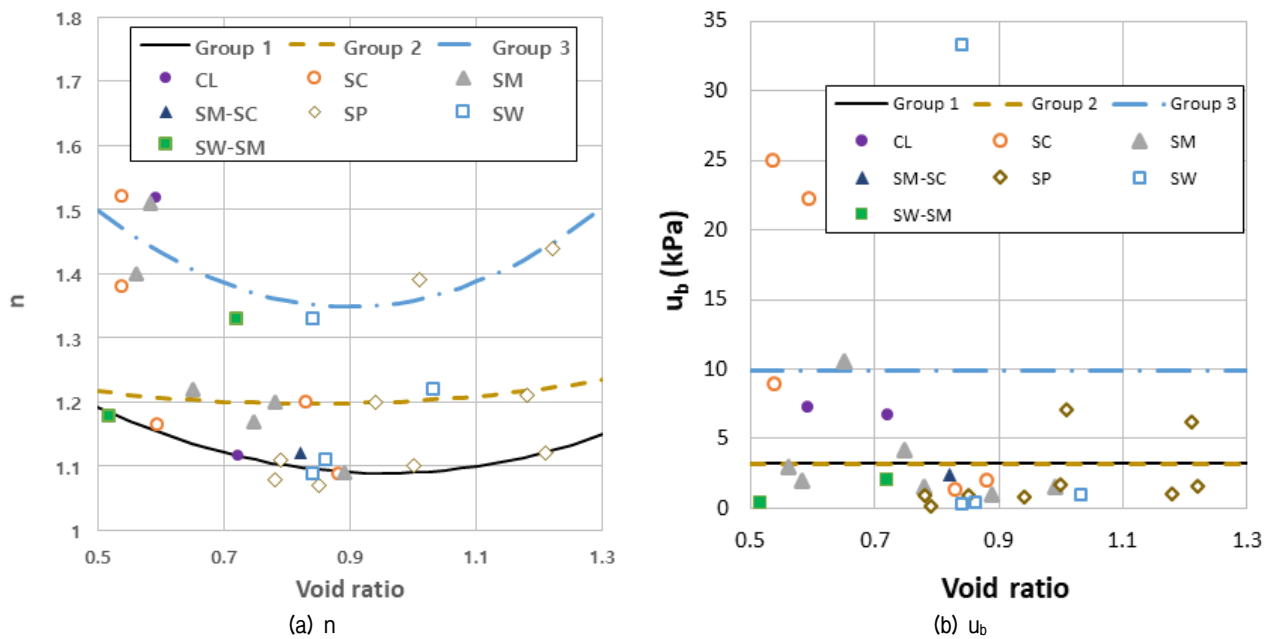 1.8
1.7
1.6
1.5
1.4
1.3
1.2
1.1
1
n
Group 1 Group 2 Group 3
CL SC SM
SM-SC SP SW
SW-SM
0.5 0.7 0.9 1.1 1.3
Void ratio
(a) n
35
30
25
20
15
10
5
0
u_b (kPa)
Group 1 Group 2 Group 3
CL SC SM
SM-SC SP SW
SW-SM
0.5 0.7 0.9 1.1 1.3
Void ratio
(b) u_b